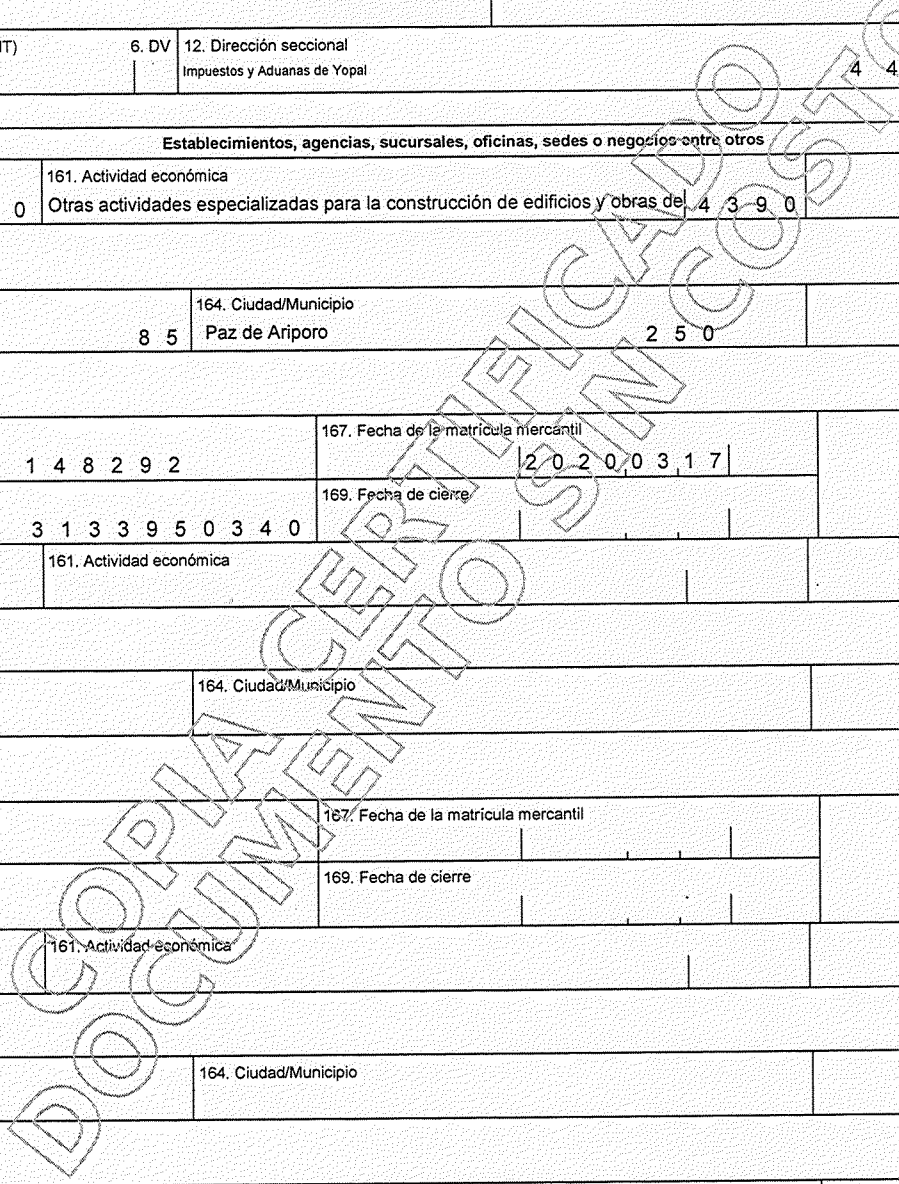 IT) 6. DV 12. Dirección seccional
Impuestos y Aduanas de Yopal 4 4
Establecimientos, agencias, sucursales, oficinas, sedes o negocios entre otros
161. Actividad económica
0 Otras actividades especializadas para la construcción de edificios y obras de 4 3 9 0
164. Ciudad/Municipio
8 5 Paz de Ariporo 2 5 0
167. Fecha de la matrícula mercantil
1 4 8 2 9 2 2 0 2 0 0 3 1 7
169. Fecha de cierre
3 1 3 3 9 5 0 3 4 0
161. Actividad económica
164. Ciudad/Municipio
167. Fecha de la matrícula mercantil
169. Fecha de cierre
161. Actividad económica
164. Ciudad/Municipio
COPIA CERTIFICADO
DOCUMENTO SIN COSTO